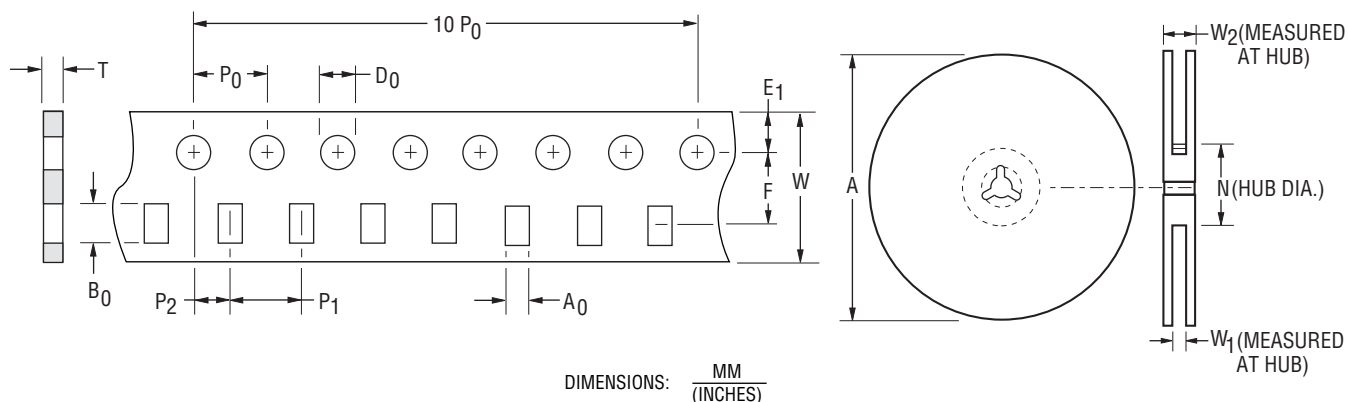 10 P0
W2(MEASURED
AT HUB)
T
P0
D0
E1
A
W
F
N(HUB DIA.)
B0
P2
P1
A0
W1(MEASURED
AT HUB)
DIMENSIONS: MM
(INCHES)